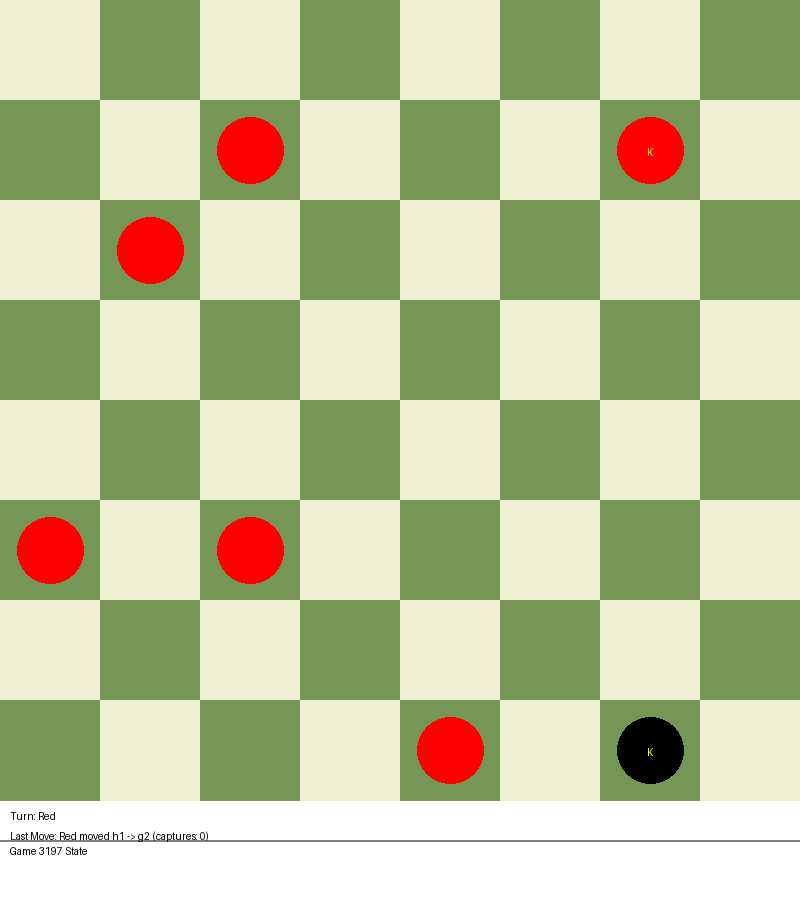 K
K
Turn: Red
Last Move: Red moved h1 -> g2 (captures: 0)
Game 3197 State